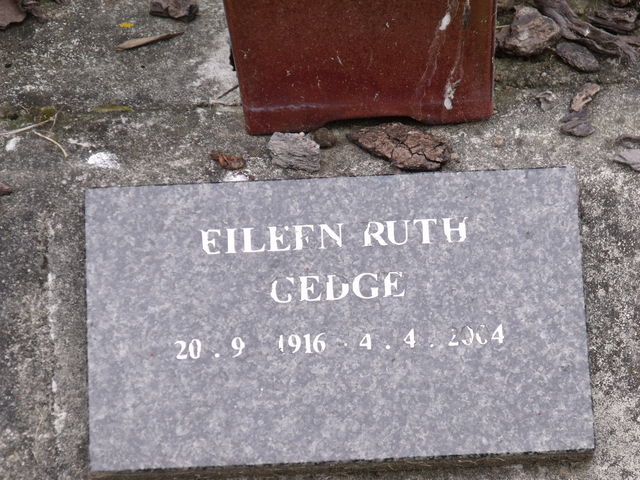 EILEEN RUTH
GEDGE
20 . 9 . 1916 - 4 . 4 . 2004